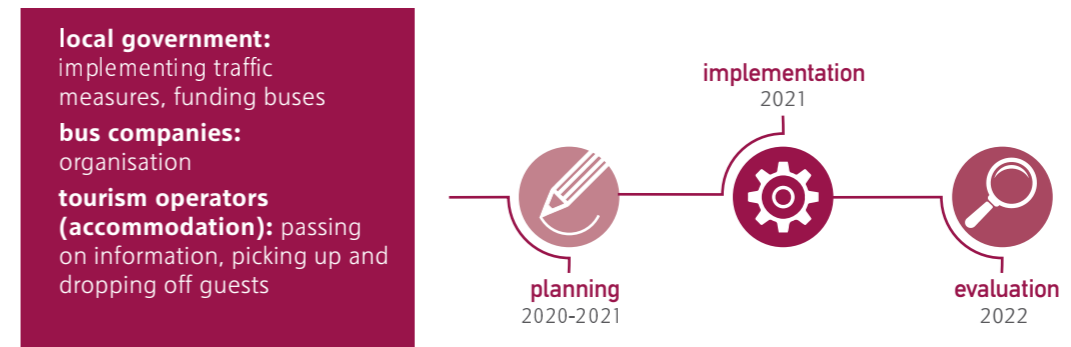 local government:
implementing traffic
measures, funding buses
bus companies:
organisation
tourism operators
(accommodation): passing
on information, picking up and
dropping off guests
implementation
2021
planning
2020-2021
evaluation
2022